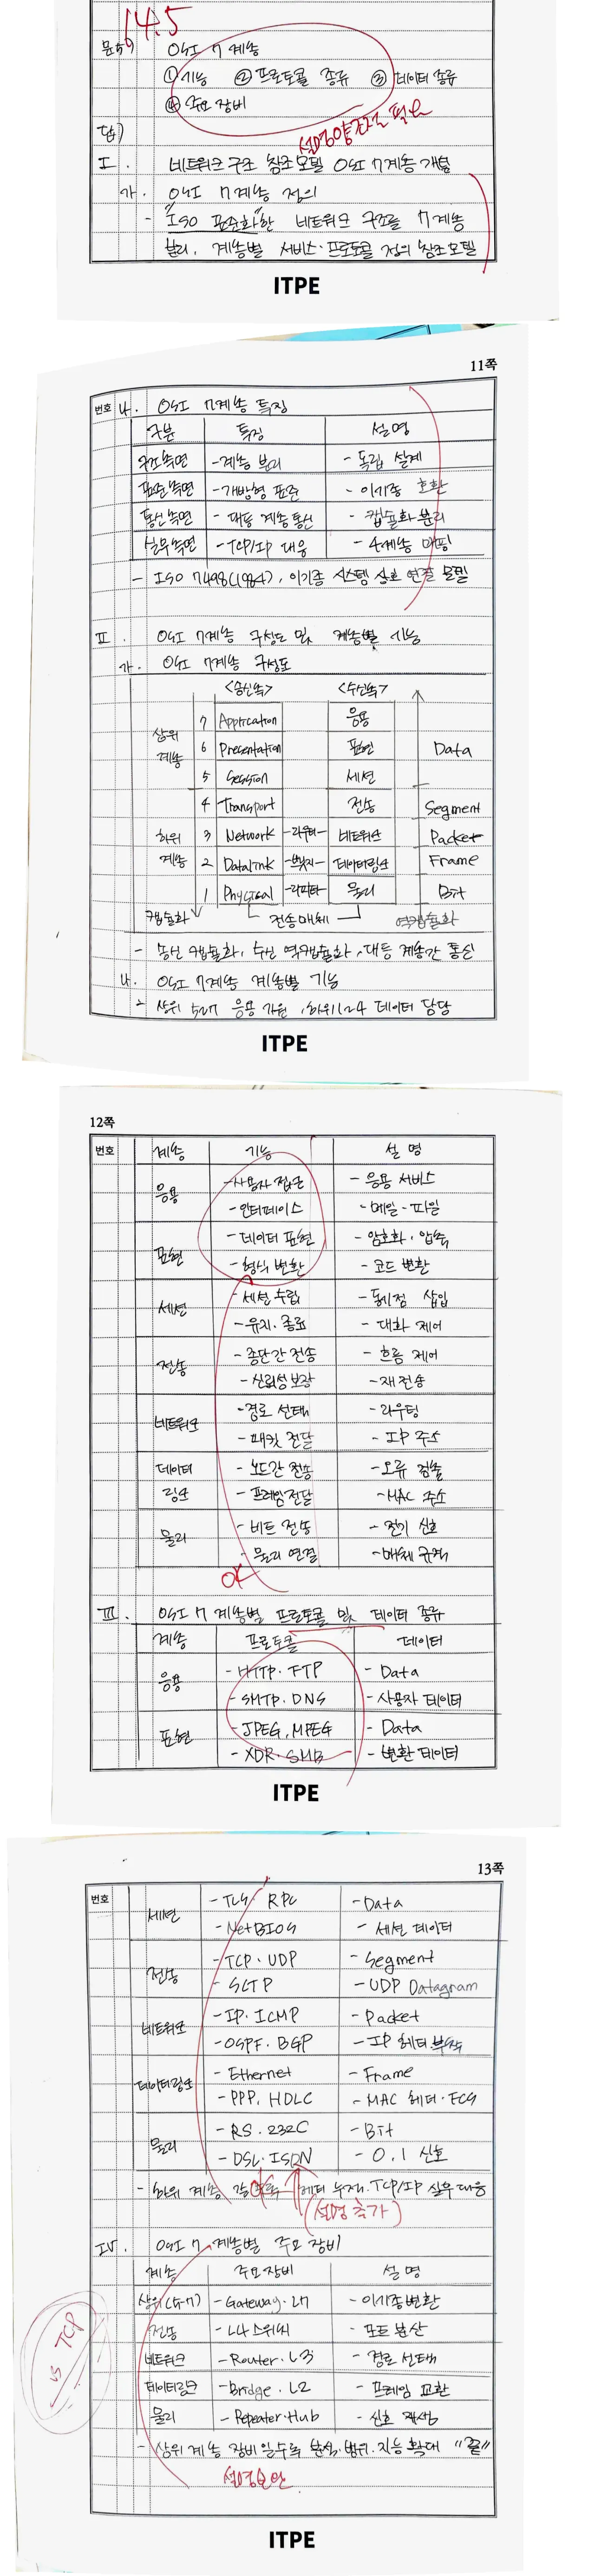 14.5
문제) OSI 7 계층
① 기능 ② 프로토콜 종류 ③ 데이터 종류
④ 주요 장비
설명양 좀더 필요
답)
I. 네트워크 구조 참조모델 OSI 7계층 개념
가. OSI 7계층 정의
- ISO 표준화한 네트워크 구조를 7계층
분리, 계층별 서비스·프로토콜 정의 참조모델
ITPE
11쪽
번호 나. OSI 7계층 특징
구분 특징 설명
구조측면 -계층 분리 - 독립 설계
표준측면 -개방형 표준 - 이기종 호환
통신측면 - 대등 계층통신 - 캡슐화 분리
실무측면 -TCP/IP 대응 - 4계층 매핑
- ISO 7498(1984), 이기종 시스템 상호 연결 모델
II. OSI 7계층 구성도 및 계층별 기능
가. OSI 7계층 구성도
<송신측> <수신측>
7 Application 응용
상위 계층 6 Presentation 표현 Data
5 Session 세션
4 Transport 전송 Segment
하위 계층 3 Network -라우터- 네트워크 Packet
2 Datalink -브릿지- 데이터링크 Frame
1 Physical -리피터- 물리 Bit
캡슐화 전송매체 역캡슐화
- 송신 캡슐화, 수신 역캡슐화, 대등 계층간 통신
나. OSI 7계층 계층별 기능
- 상위 5~7 응용 지원, 하위 1~4 데이터 담당
ITPE
12쪽
번호 계층 기능 설명
응용 -사용자 접근 - 응용 서비스
-인터페이스 -메일·파일
표현 -데이터 표현 - 암호화·압축
-형식 변환 - 코드 변환
세션 -세션 수립 -동기점 삽입
-유지·종료 - 대화 제어
전송 -종단간 전송 - 흐름 제어
-신뢰성 보장 -재전송
네트워크 -경로 선택 -라우팅
-패킷 전달 - IP 주소
데이터 링크 - 노드간 전송 -오류 검출
-프레임 전달 -MAC 주소
물리 -비트 전송 -전기 신호
- 물리 연결 -매체 규격
OK
III. OSI 7 계층별 프로토콜 및 데이터 종류
계층 프로토콜 데이터
응용 -HTTP·FTP - Data
-SMTP·DNS -사용자 데이터
표현 -JPEG, MPEG - Data
- XDR·SMB - 변환 데이터
ITPE
13쪽
번호 세션 -TLS·RPC -Data
-NetBIOS - 세션 데이터
전송 -TCP·UDP -Segment
-SCTP -UDP Datagram
네트워크 -IP·ICMP -Packet
-OSPF·BGP -IP 헤더 부착
데이터링크 -Ethernet -Frame
-PPP, HDLC -MAC 헤더·FCS
물리 -RS-232C -Bit
-DSL·ISDN -0,1 신호
- 하위 계층 헤더 누적·TCP/IP 실무대응
OK
(설명 추가)
IV. OSI 7 계층별 주요 장비
계층 주요장비 설명
상위(5-7) -Gateway·L7 -이기종변환
전송 -L4 스위치 - 포트 분산
네트워크 -Router·L3 - 경로 선택
데이터링크 -Bridge·L2 - 프레임 교환
물리 -Repeater·Hub -신호 재생
vs TCP
- 상위 계층 장비일수록 분석·범위·지능 확대 "끝"
설명보완
ITPE